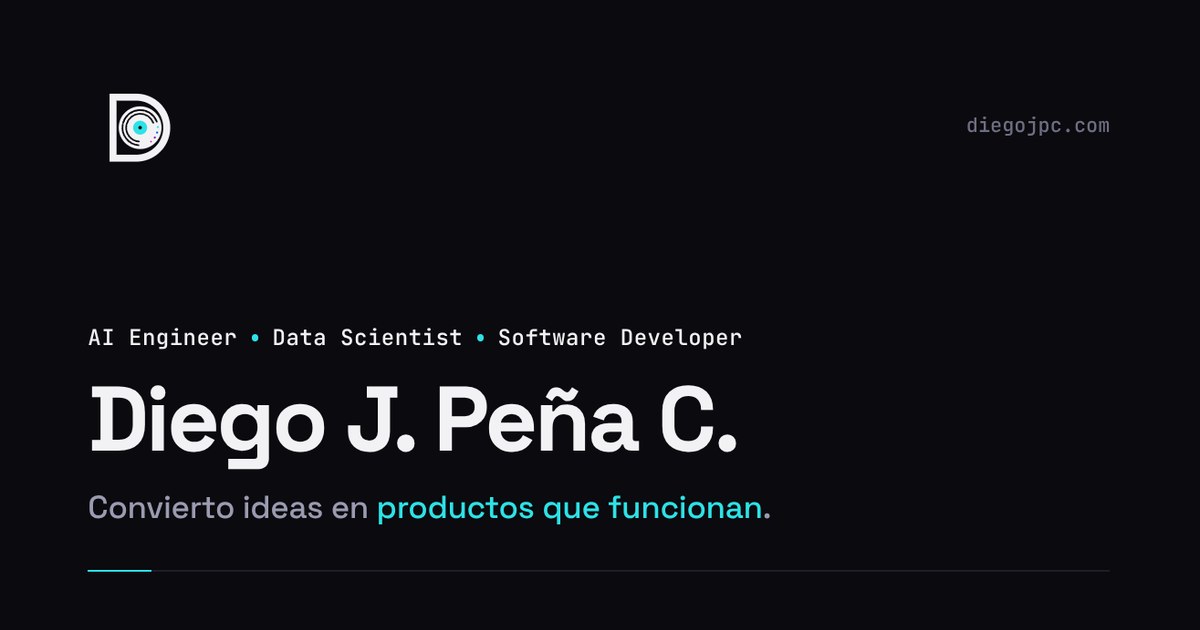 diegojpc.com
AI Engineer • Data Scientist • Software Developer
Diego J. Peña C.
Convierto ideas en productos que funcionan.